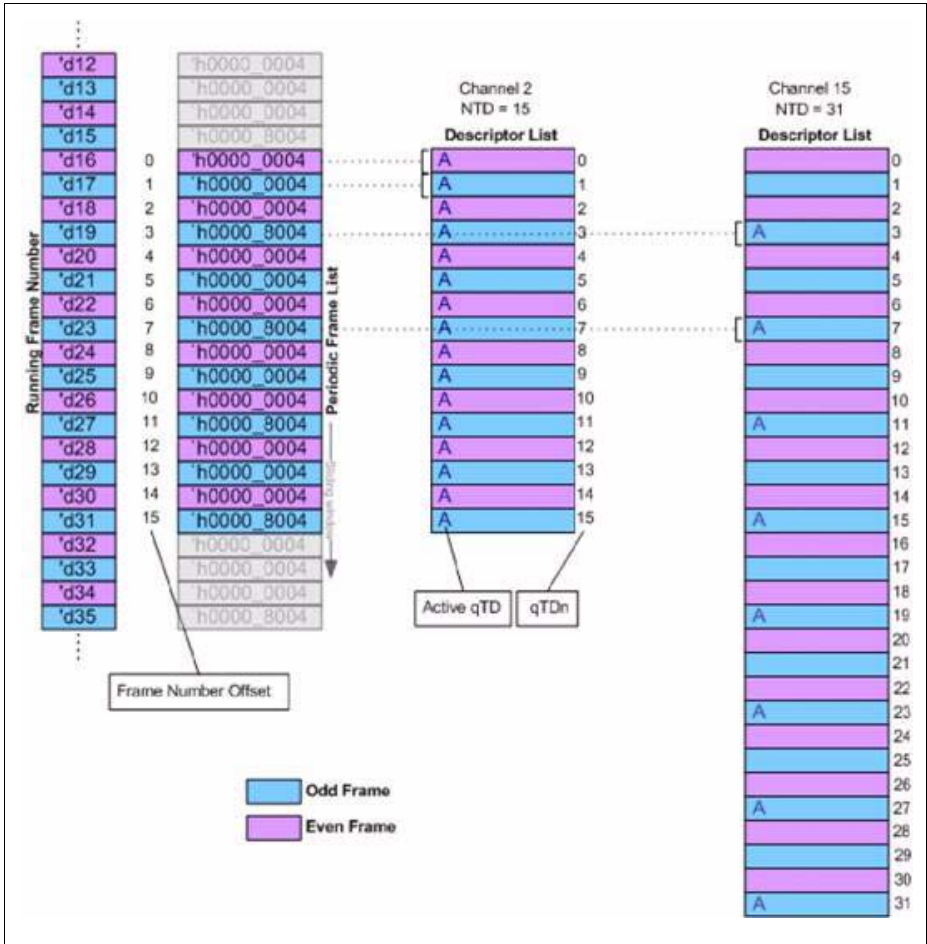 'd12 'h0000_0004
'd13 'h0000_0004
'd14 'h0000_0004
'd15 'h0000_8004
'd16 0 'h0000_0004
'd17 1 'h0000_0004
'd18 2 'h0000_0004
'd19 3 'h0000_8004
'd20 4 'h0000_0004
'd21 5 'h0000_0004
'd22 6 'h0000_0004
'd23 7 'h0000_8004
'd24 8 'h0000_0004
'd25 9 'h0000_0004
'd26 10 'h0000_0004
'd27 11 'h0000_8004
'd28 12 'h0000_0004
'd29 13 'h0000_0004
'd30 14 'h0000_0004
'd31 15 'h0000_8004
'd32 'h0000_0004
'd33 'h0000_0004
'd34 'h0000_0004
'd35 'h0000_8004
Running Frame Number
Periodic Frame List
Sliding window
Frame Number Offset
Channel 2
NTD = 15
Descriptor List
A 0
A 1
A 2
A 3
A 4
A 5
A 6
A 7
A 8
A 9
A 10
A 11
A 12
A 13
A 14
A 15
Active qTD
qTDn
Channel 15
NTD = 31
Descriptor List
0
1
2
A 3
4
5
6
A 7
8
9
10
A 11
12
13
14
A 15
16
17
18
A 19
20
21
22
A 23
24
25
26
A 27
28
29
30
A 31
Odd Frame
Even Frame